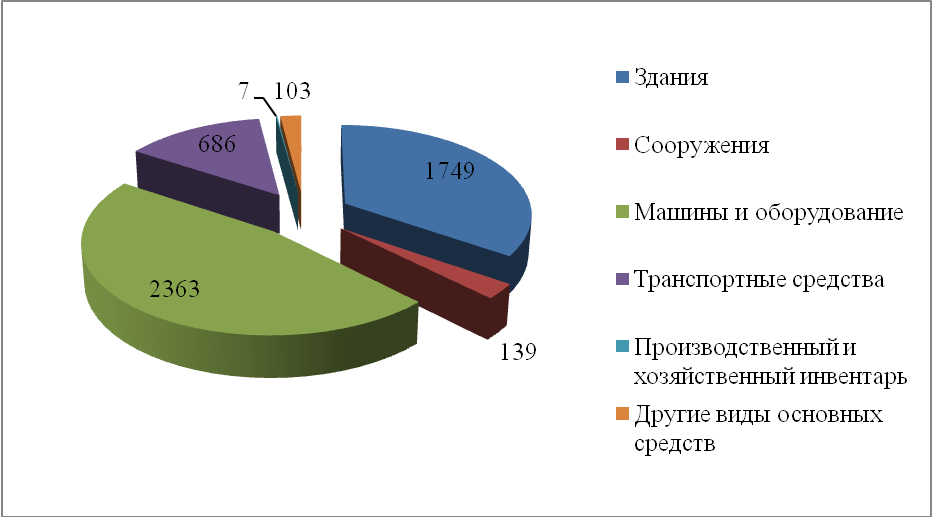 7
103
686
1749
2363
139
Здания
Сооружения
Машины и оборудование
Транспортные средства
Производственный и
хозяйственный инвентарь
Другие виды основных
средств